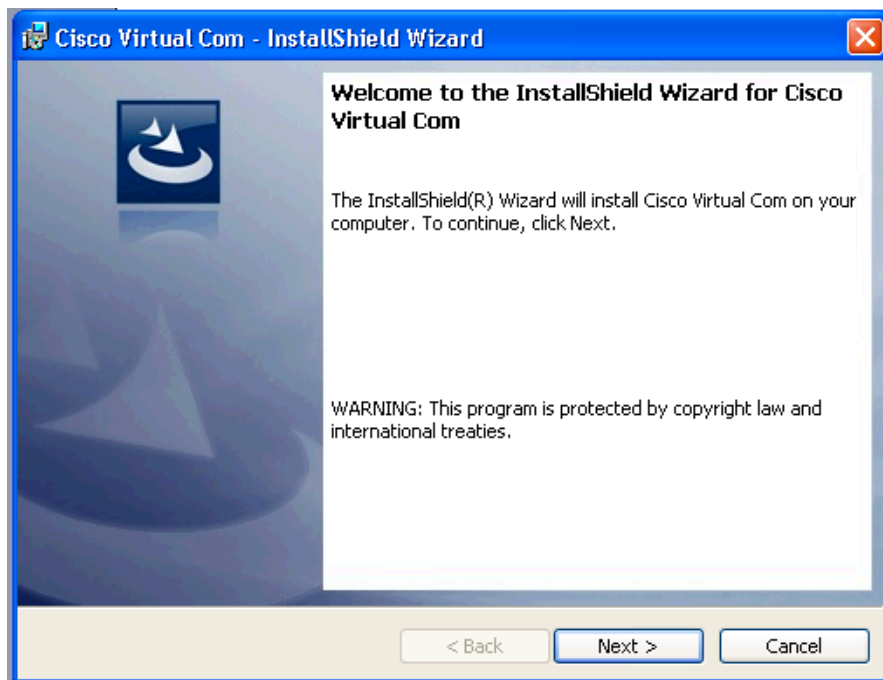 Cisco Virtual Com - InstallShield Wizard
Welcome to the InstallShield Wizard for Cisco
Virtual Com
The InstallShield(R) Wizard will install Cisco Virtual Com on your
computer. To continue, click Next.
WARNING: This program is protected by copyright law and
international treaties.
< Back
Next >
Cancel